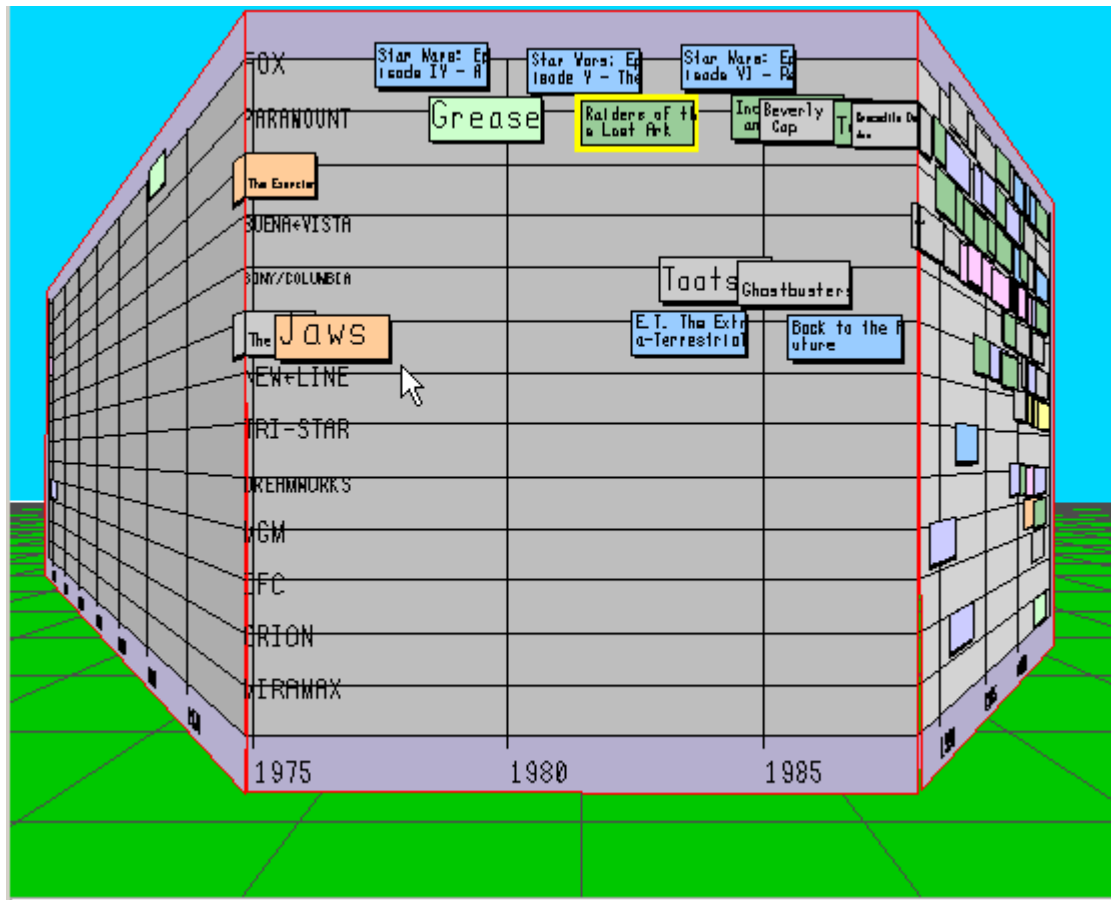 FOX
Star Wars: Ep
isode IV - A
Star Wars: Ep
isode V - The
Star Wars: Ep
isode VI - Re
PARAMOUNT
Grease
Raiders of th
e Lost Ark
Beverly
Cop
The Exorcist
BUENA+VISTA
SONY/COLUMBIA
Toots
Ghostbusters
The
Jaws
E.T. The Extr
a-Terrestrial
Back to the F
uture
NEW+LINE
TRI-STAR
DREAMWORKS
MGM
IFC
ORION
MIRAMAX
1975
1980
1985